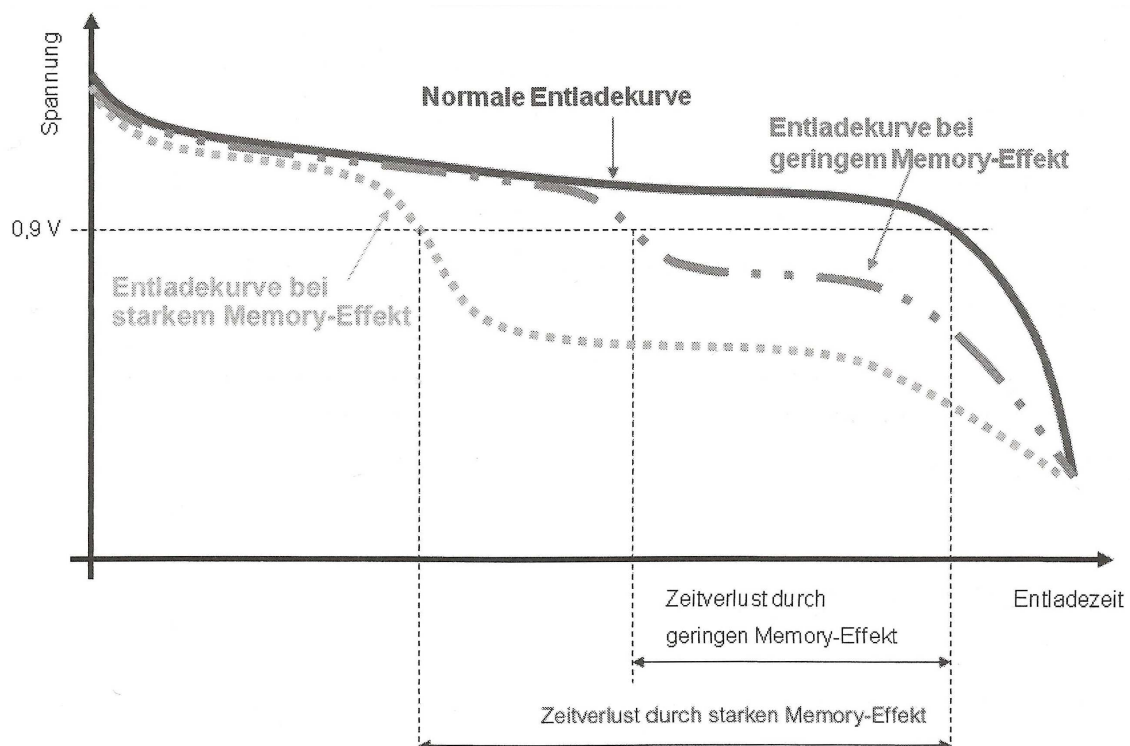 Spannung
Normale Entladekurve
Entladekurve bei
geringem Memory-Effekt
0,9 V
Entladekurve bei
starkem Memory-Effekt
Zeitverlust durch
geringen Memory-Effekt
Entladezeit
Zeitverlust durch starken Memory-Effekt